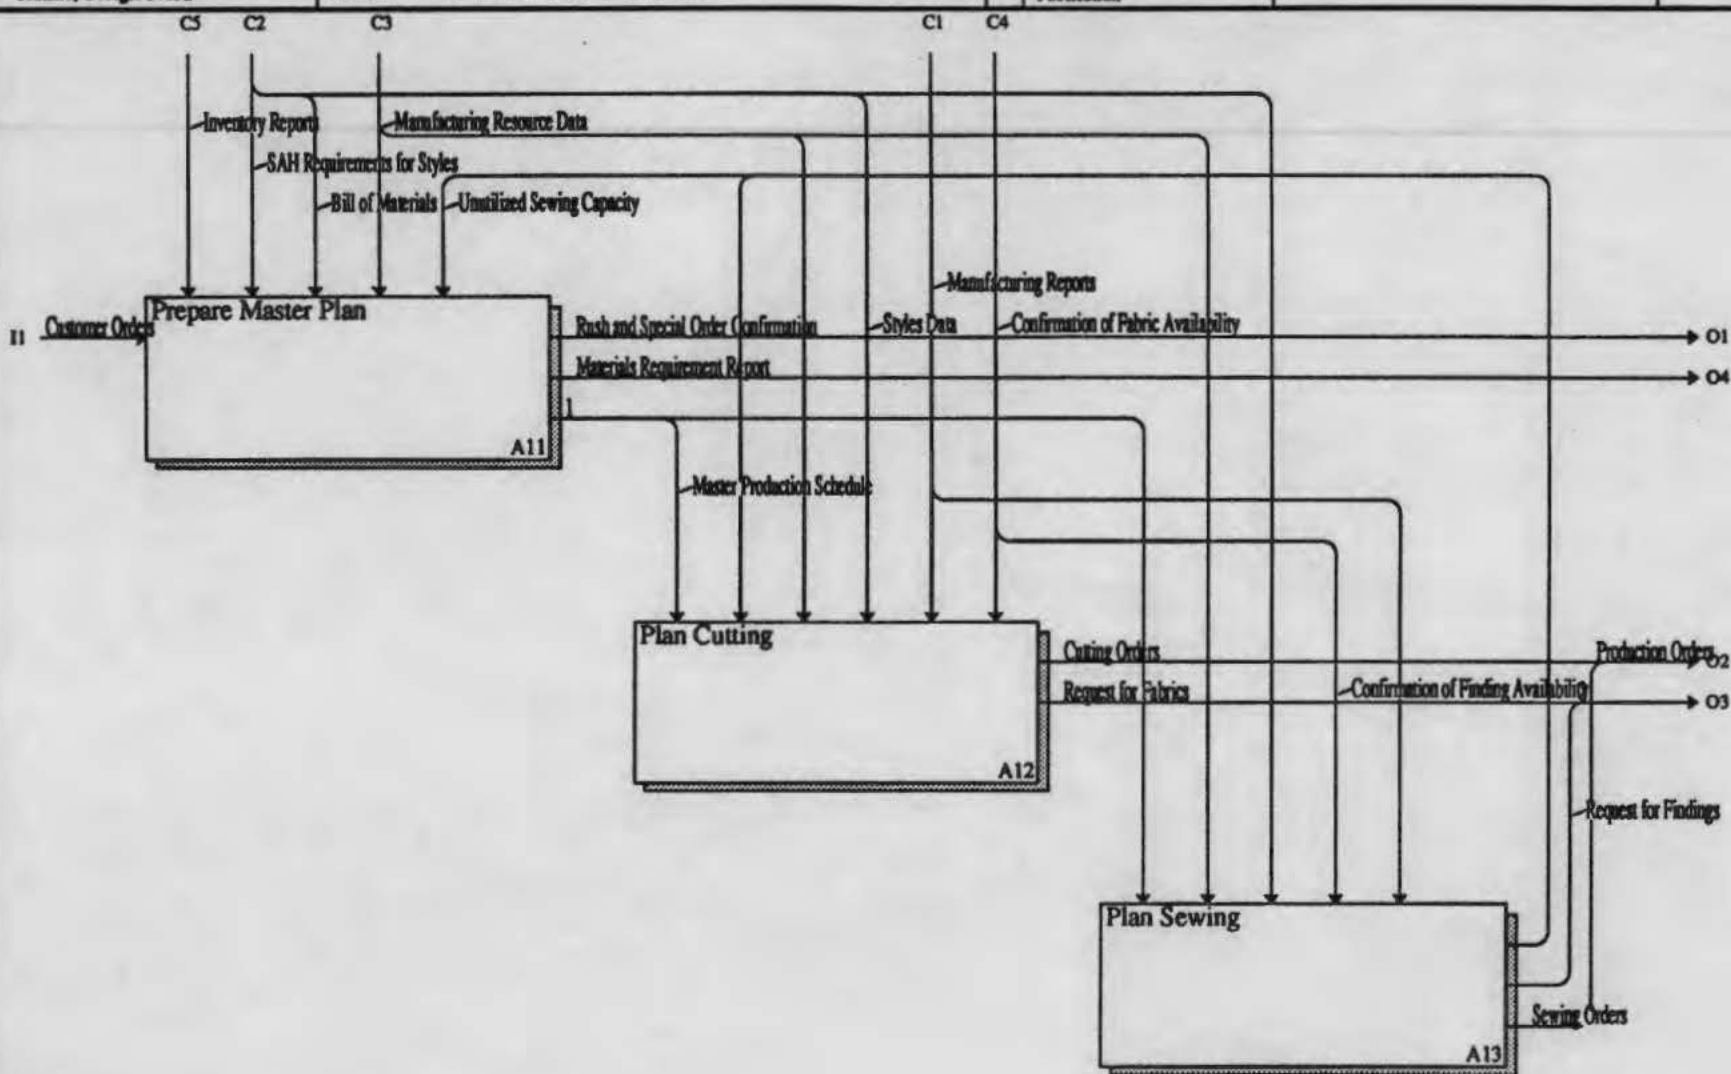 C5 C2 C3 C1 C4
Inventory Reports
Manufacturing Resource Data
SAH Requirements for Styles
Bill of Materials
Unutilized Sewing Capacity
Manufacturing Reports
I1
Customer Orders
Prepare Master Plan
Rush and Special Order Confirmation
Styles Data
Confirmation of Fabric Availability
O1
Materials Requirement Report
O4
1
A11
Master Production Schedule
Plan Cutting
Cutting Orders
Production Orders
O2
Request for Fabrics
Confirmation of Finding Availability
O3
A12
Request for Findings
Plan Sewing
Sewing Orders
A13